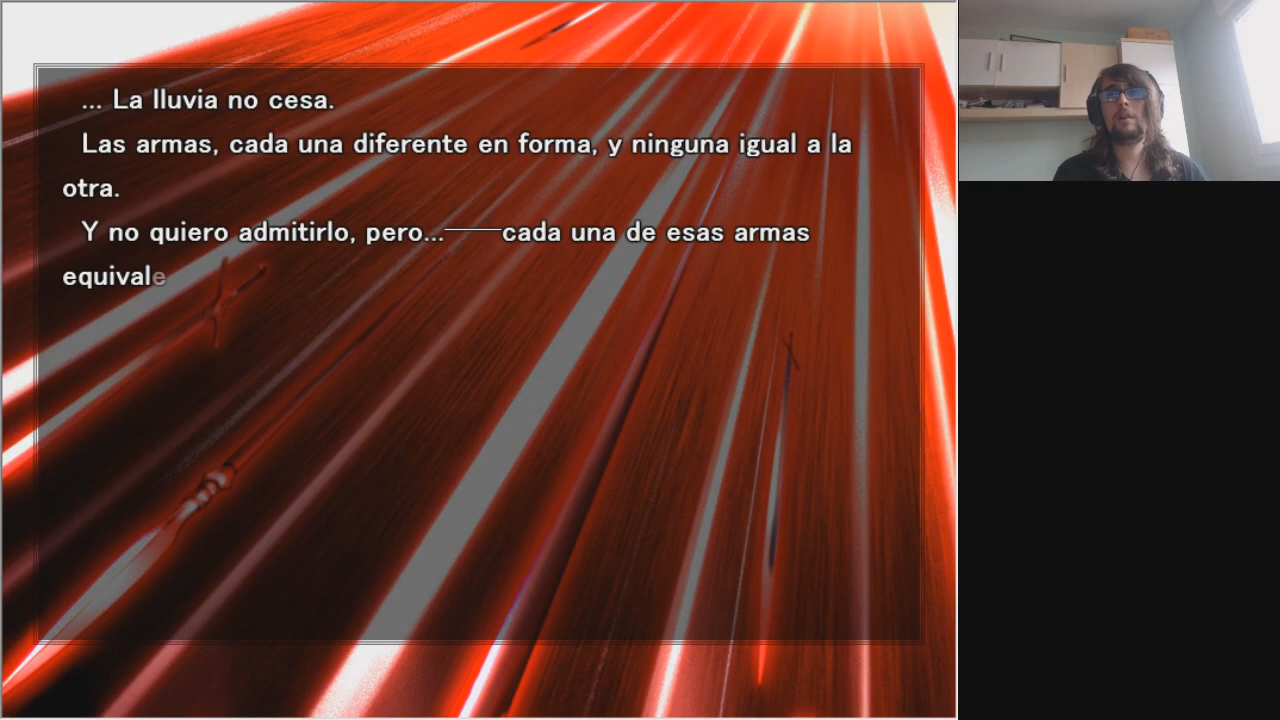 ... La lluvia no cesa.
Las armas, cada una diferente en forma, y ninguna igual a la
otra.
Y no quiero admitirlo, pero...――cada una de esas armas
equivale